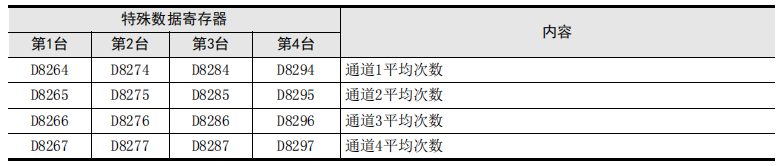 特殊数据寄存器 内容
第1台 第2台 第3台 第4台
D8264 D8274 D8284 D8294 通道1平均次数
D8265 D8275 D8285 D8295 通道2平均次数
D8266 D8276 D8286 D8296 通道3平均次数
D8267 D8277 D8287 D8297 通道4平均次数